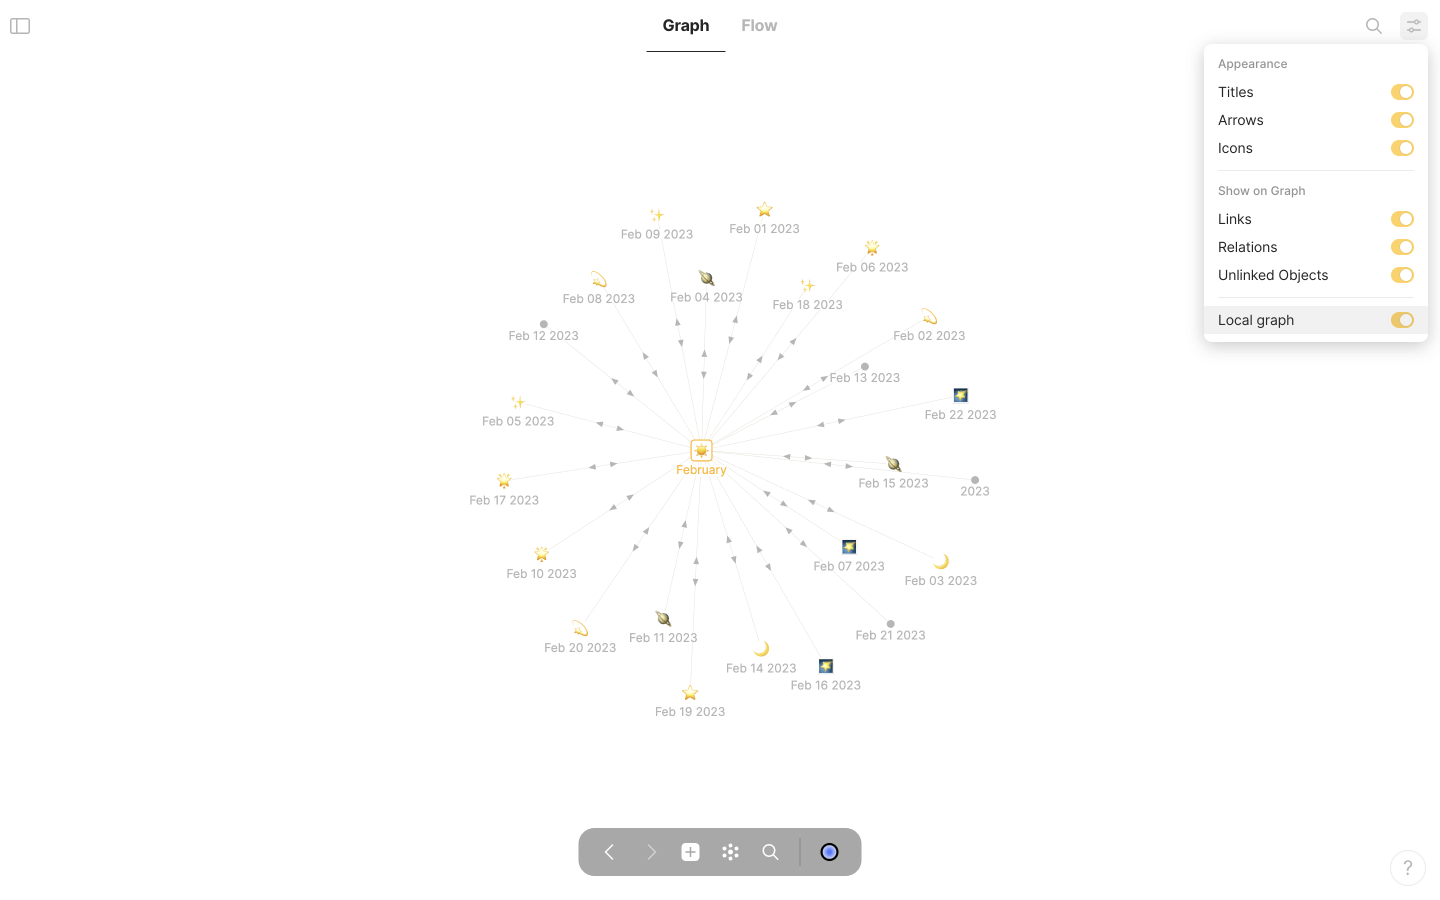 Graph
Flow
Appearance
Titles
Arrows
Icons
Show on Graph
Links
Relations
Unlinked Objects
Local graph
Feb 01 2023
Feb 09 2023
Feb 06 2023
Feb 08 2023
Feb 04 2023
Feb 18 2023
Feb 12 2023
Feb 02 2023
Feb 13 2023
Feb 22 2023
Feb 05 2023
February
Feb 15 2023
2023
Feb 17 2023
Feb 07 2023
Feb 10 2023
Feb 03 2023
Feb 21 2023
Feb 11 2023
Feb 20 2023
Feb 14 2023
Feb 16 2023
Feb 19 2023
?